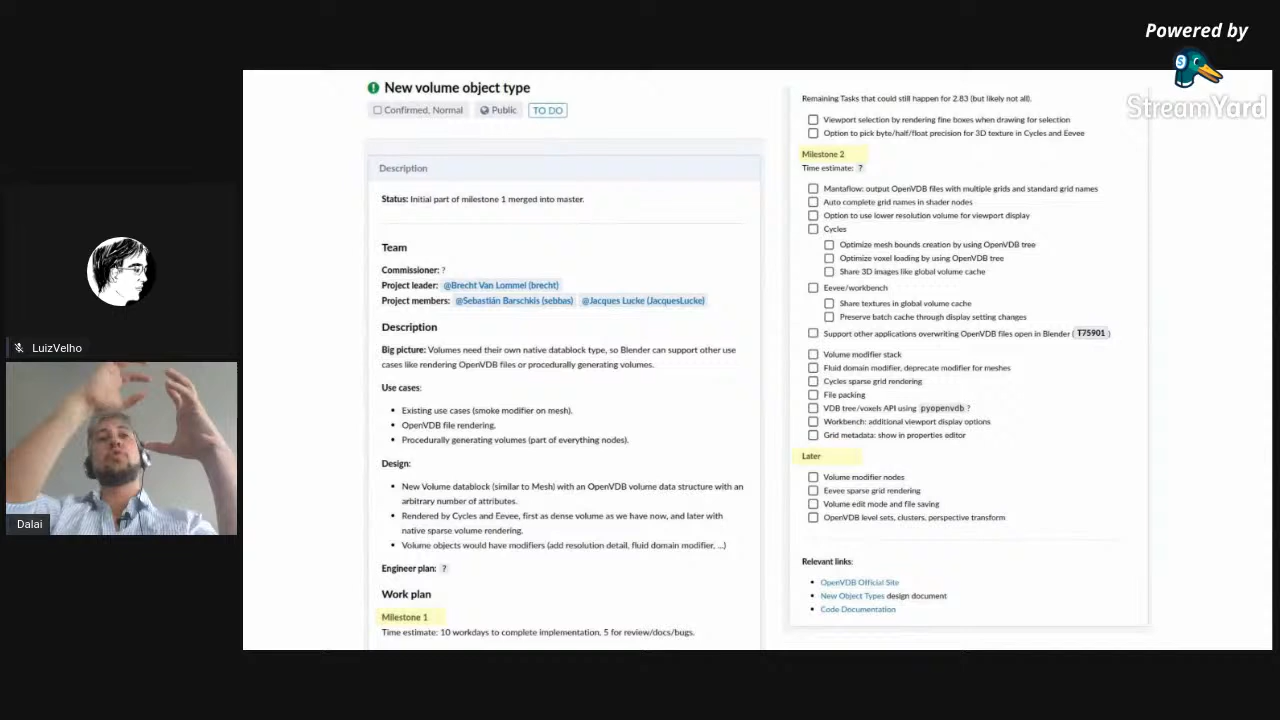 Powered by
StreamYard
LuizVelho
Dalai
New volume object type
Confirmed, Normal
Public
TO DO
Description
Status: Initial part of milestone 1 merged into master.
Team
Commissioner: ?
Project leader: @Brecht Van Lommel (brecht)
Project members: @Sebastián Barschkis (sebbas) @Jacques Lucke (JacquesLucke)
Description
Big picture: Volumes need their own native datablock type, so Blender can support other use
cases like rendering OpenVDB files or procedurally generating volumes.
Use cases:
• Existing use cases (smoke modifier on mesh).
• OpenVDB file rendering.
• Procedurally generating volumes (part of everything nodes).
Design:
• New Volume datablock (similar to Mesh) with an OpenVDB volume data structure with an
arbitrary number of attributes.
• Rendered by Cycles and Eevee, first as dense volume as we have now, and later with
native sparse volume rendering.
• Volume objects would have modifiers (add resolution detail, fluid domain modifier, ...)
Engineer plan: ?
Work plan
Milestone 1
Time estimate: 10 workdays to complete implementation, 5 for review/docs/bugs.
Remaining Tasks that could still happen for 2.83 (but likely not all).
Viewport selection by rendering fine boxes when drawing for selection
Option to pick byte/half/float precision for 3D texture in Cycles and Eevee
Milestone 2
Time estimate: ?
Mantaflow: output OpenVDB files with multiple grids and standard grid names
Auto complete grid names in shader nodes
Option to use lower resolution volume for viewport display
Cycles
Optimize mesh bounds creation by using OpenVDB tree
Optimize voxel loading by using OpenVDB tree
Share 3D images like global volume cache
Eevee/workbench
Share textures in global volume cache
Preserve batch cache through display setting changes
Support other applications overwriting OpenVDB files open in Blender (T75901)
Volume modifier stack
Fluid domain modifier, deprecate modifier for meshes
Cycles sparse grid rendering
File packing
VDB tree/voxels API using pyopenvdb ?
Workbench: additional viewport display options
Grid metadata: show in properties editor
Later
Volume modifier nodes
Eevee sparse grid rendering
Volume edit mode and file saving
OpenVDB level sets, clusters, perspective transform
Relevant links:
• OpenVDB Official Site
• New Object Types design document
• Code Documentation